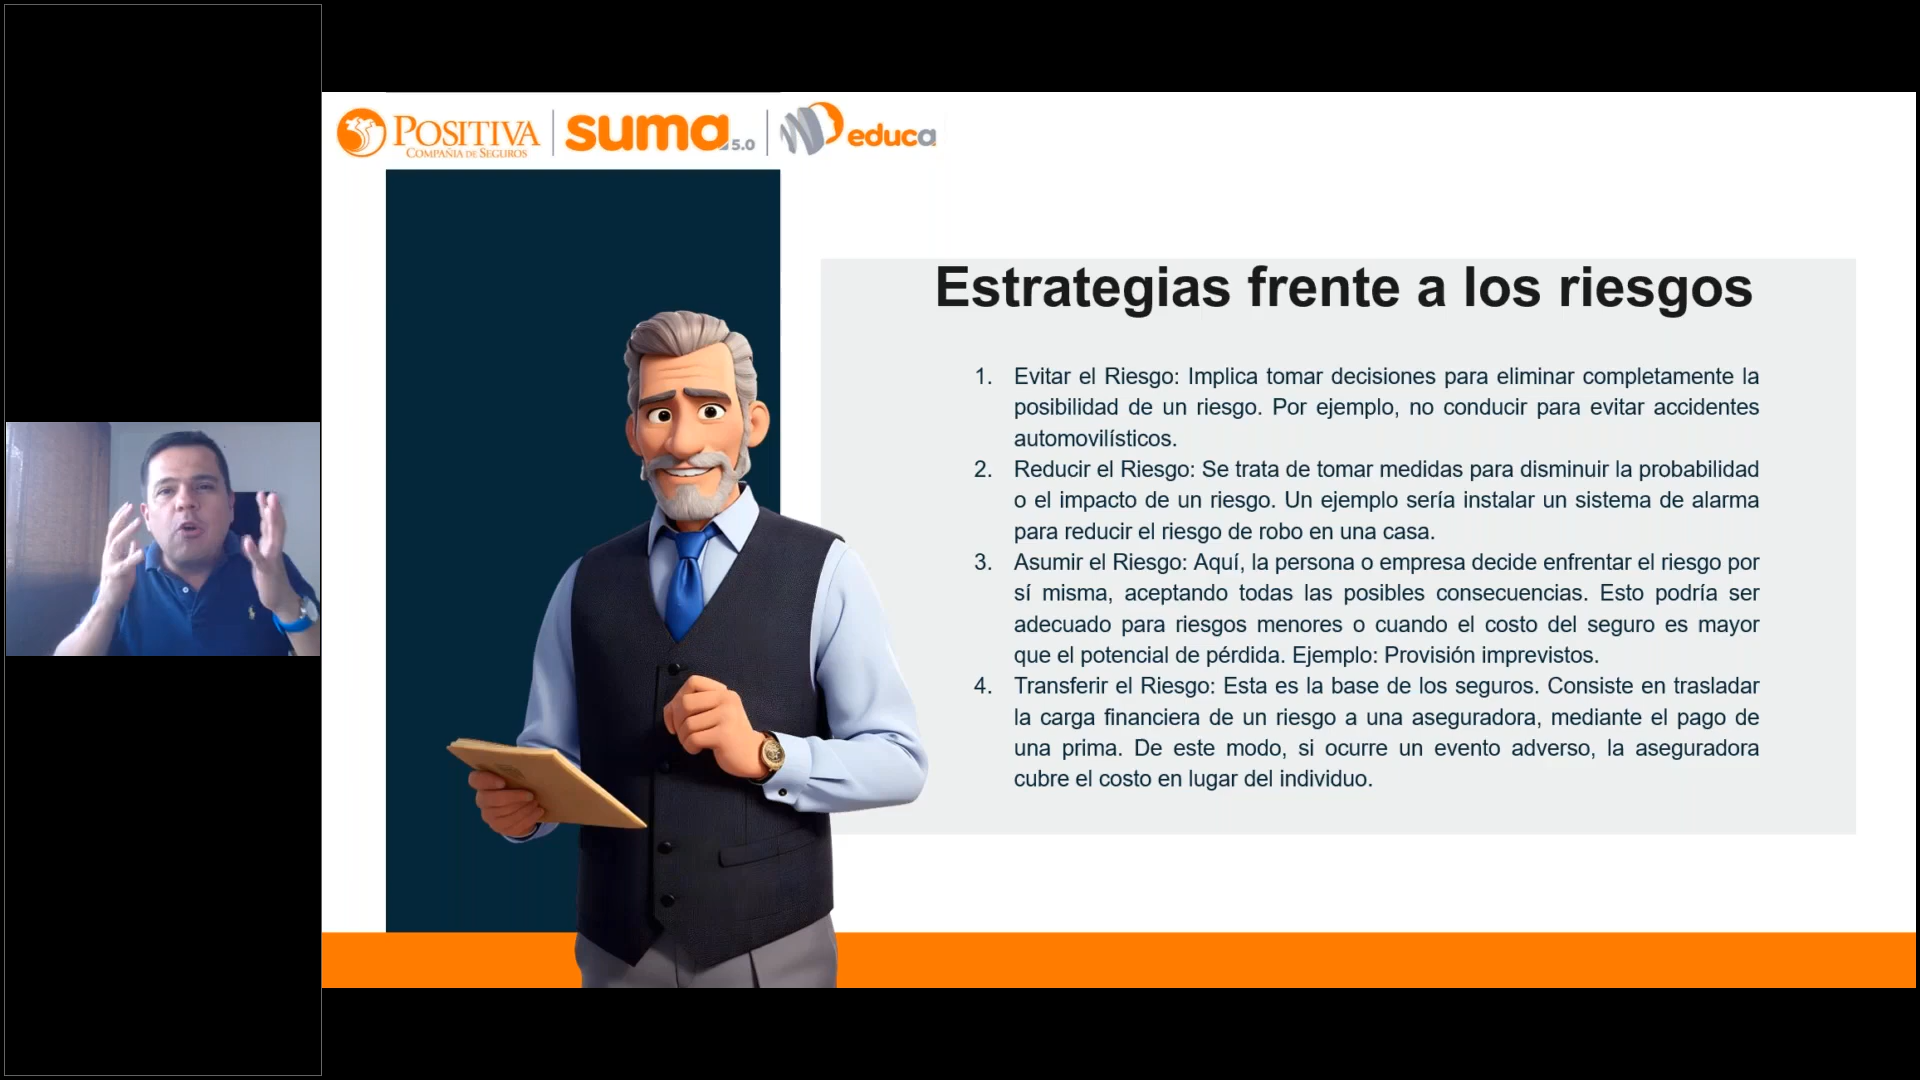 POSITIVA
COMPAÑIA DE SEGUROS
suma 5.0
educa
Estrategias frente a los riesgos
1. Evitar el Riesgo: Implica tomar decisiones para eliminar completamente la
posibilidad de un riesgo. Por ejemplo, no conducir para evitar accidentes
automovilísticos.
2. Reducir el Riesgo: Se trata de tomar medidas para disminuir la probabilidad
o el impacto de un riesgo. Un ejemplo sería instalar un sistema de alarma
para reducir el riesgo de robo en una casa.
3. Asumir el Riesgo: Aquí, la persona o empresa decide enfrentar el riesgo por
sí misma, aceptando todas las posibles consecuencias. Esto podría ser
adecuado para riesgos menores o cuando el costo del seguro es mayor
que el potencial de pérdida. Ejemplo: Provisión imprevistos.
4. Transferir el Riesgo: Esta es la base de los seguros. Consiste en trasladar
la carga financiera de un riesgo a una aseguradora, mediante el pago de
una prima. De este modo, si ocurre un evento adverso, la aseguradora
cubre el costo en lugar del individuo.